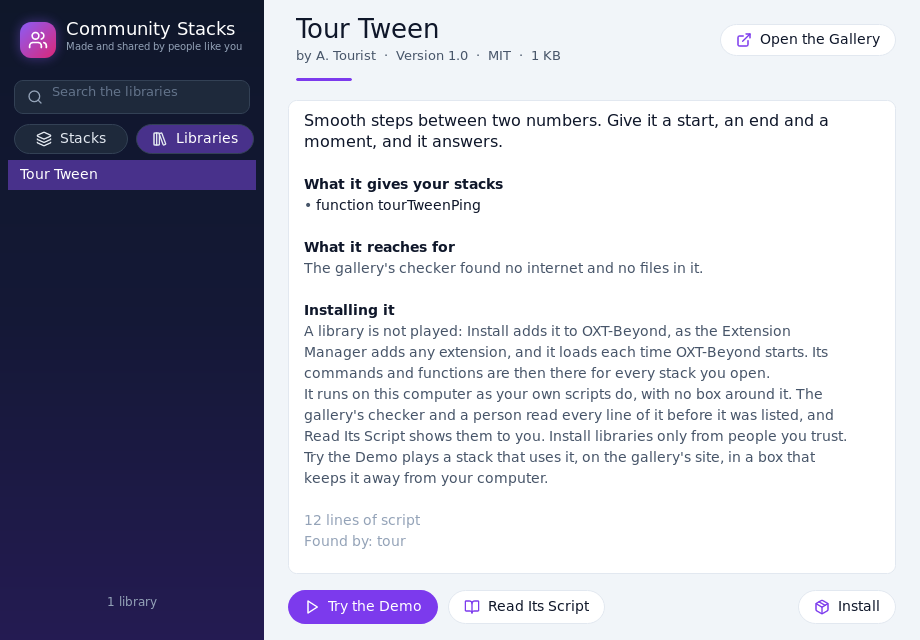 Community Stacks
Made and shared by people like you
Search the libraries
Stacks
Libraries
Tour Tween
1 library
Tour Tween
by A. Tourist · Version 1.0 · MIT · 1 KB
Open the Gallery
Smooth steps between two numbers. Give it a start, an end and a
moment, and it answers.
What it gives your stacks
• function tourTweenPing
What it reaches for
The gallery's checker found no internet and no files in it.
Installing it
A library is not played: Install adds it to OXT-Beyond, as the Extension
Manager adds any extension, and it loads each time OXT-Beyond starts. Its
commands and functions are then there for every stack you open.
It runs on this computer as your own scripts do, with no box around it. The
gallery's checker and a person read every line of it before it was listed, and
Read Its Script shows them to you. Install libraries only from people you trust.
Try the Demo plays a stack that uses it, on the gallery's site, in a box that
keeps it away from your computer.
12 lines of script
Found by: tour
Try the Demo
Read Its Script
Install